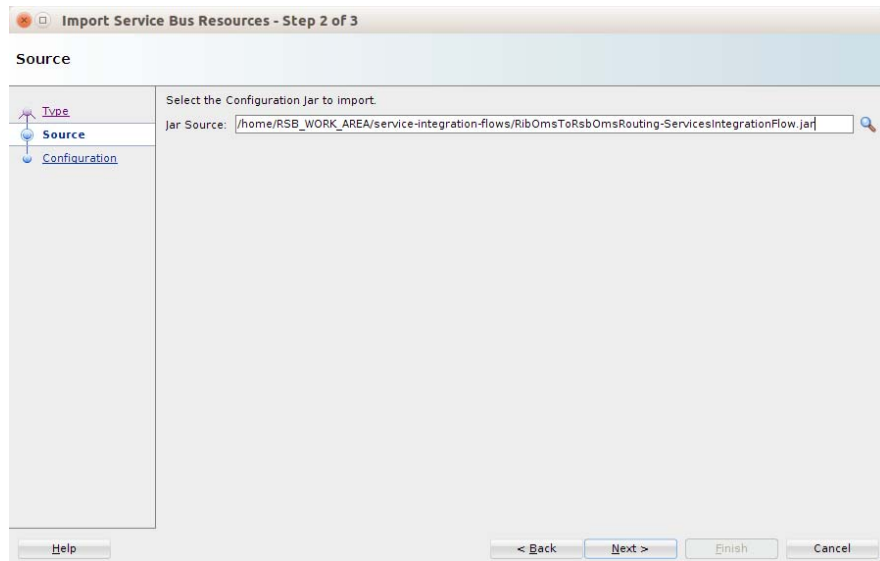 Import Service Bus Resources - Step 2 of 3
Source
Type
Source
Configuration
Select the Configuration Jar to import.
Jar Source: /home/RSB_WORK_AREA/service-integration-flows/RibOmsToRsbOmsRouting-ServicesIntegrationFlow.jar
Help
< Back
Next >
Finish
Cancel